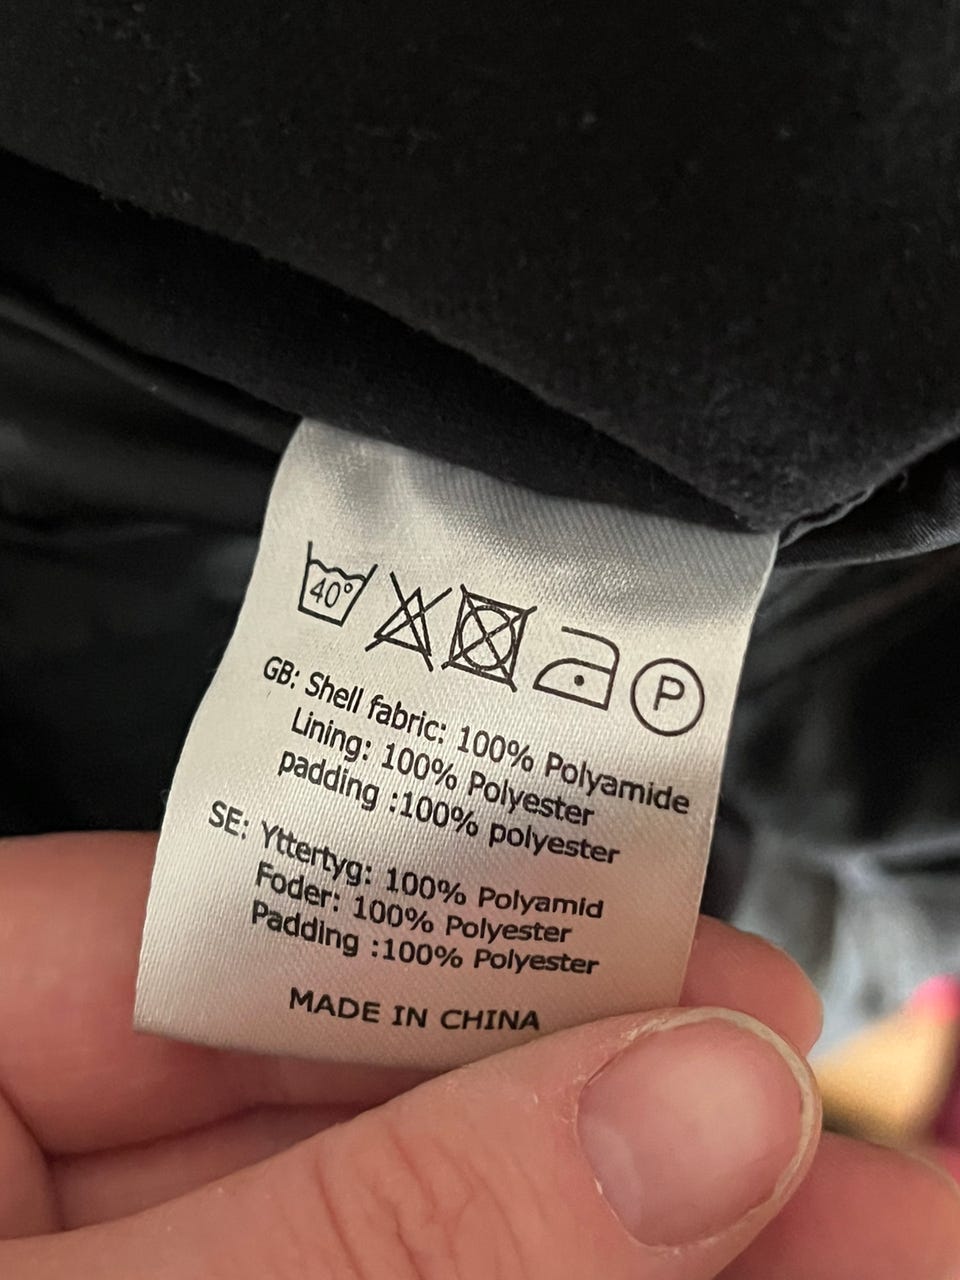 40°
P
GB: Shell fabric: 100% Polyamide
Lining: 100% Polyester
padding :100% polyester
SE: Yttertyg: 100% Polyamid
Foder: 100% Polyester
Padding :100% Polyester
MADE IN CHINA